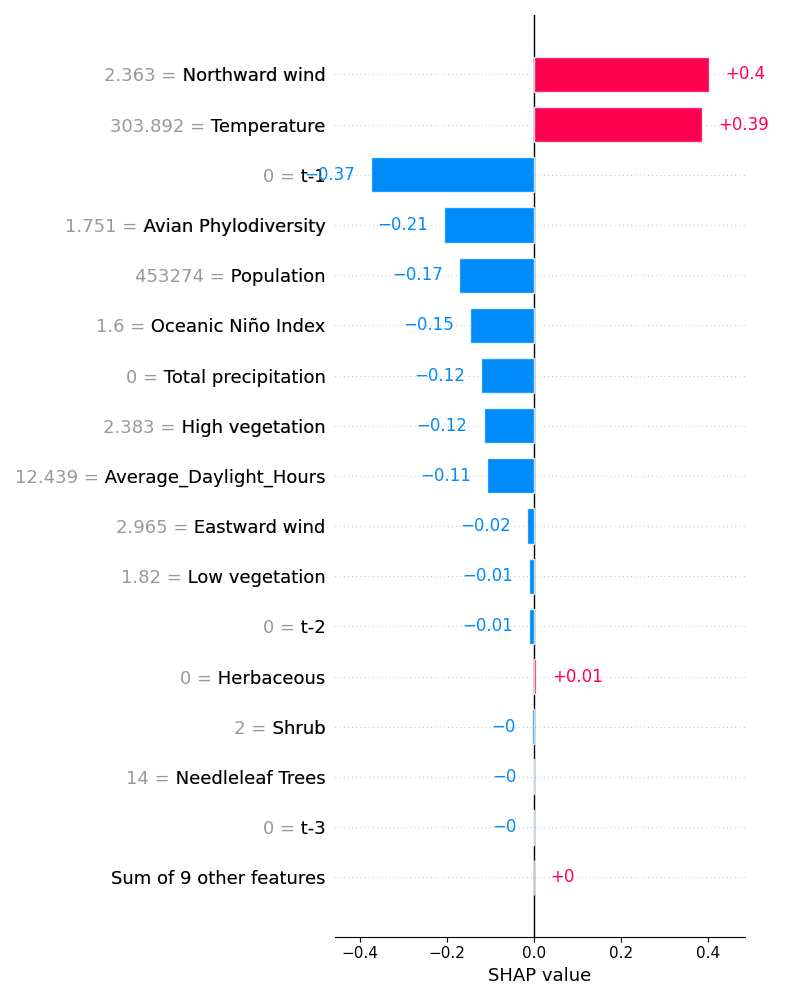 2.363 = Northward wind +0.4
303.892 = Temperature +0.39
0 = t-1 −0.37
1.751 = Avian Phylodiversity −0.21
453274 = Population −0.17
1.6 = Oceanic Niño Index −0.15
0 = Total precipitation −0.12
2.383 = High vegetation −0.12
12.439 = Average_Daylight_Hours −0.11
2.965 = Eastward wind −0.02
1.82 = Low vegetation −0.01
0 = t-2 −0.01
0 = Herbaceous +0.01
2 = Shrub −0
14 = Needleleaf Trees −0
0 = t-3 −0
Sum of 9 other features +0
−0.4 −0.2 0.0 0.2 0.4
SHAP value